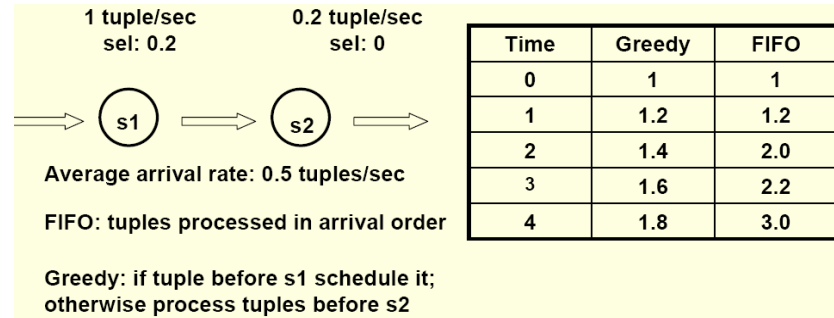 1 tuple/sec
sel: 0.2
0.2 tuple/sec
sel: 0
s1
s2
Average arrival rate: 0.5 tuples/sec
FIFO: tuples processed in arrival order
Greedy: if tuple before s1 schedule it;
otherwise process tuples before s2
Time Greedy FIFO
0 1 1
1 1.2 1.2
2 1.4 2.0
3 1.6 2.2
4 1.8 3.0